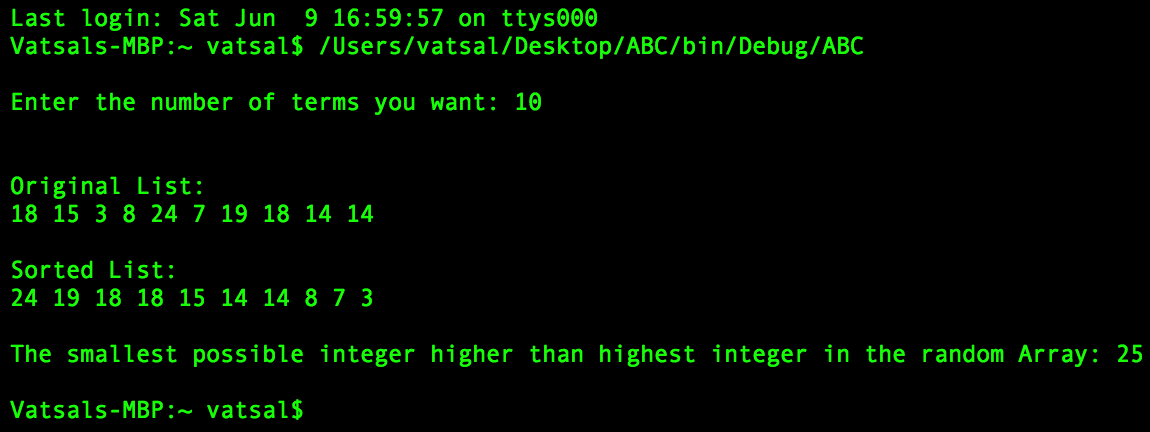 Last login: Sat Jun  9 16:59:57 on ttys000
Vatsals-MBP:~ vatsal$ /Users/vatsal/Desktop/ABC/bin/Debug/ABC
Enter the number of terms you want: 10
Original List:
18 15 3 8 24 7 19 18 14 14
Sorted List:
24 19 18 18 15 14 14 8 7 3
The smallest possible integer higher than highest integer in the random Array: 25
Vatsals-MBP:~ vatsal$